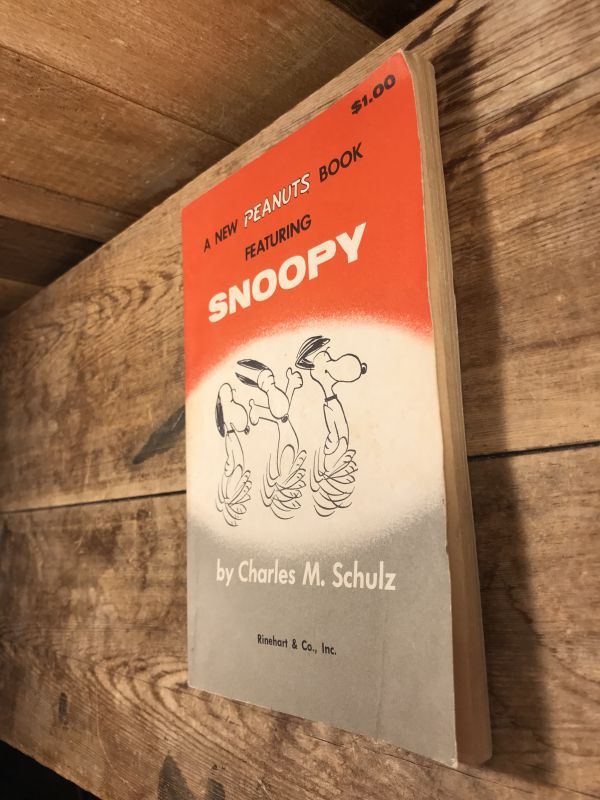 $1.00
A NEW PEANUTS BOOK
FEATURING
SNOOPY
by Charles M. Schulz
Rinehart & Co., Inc.